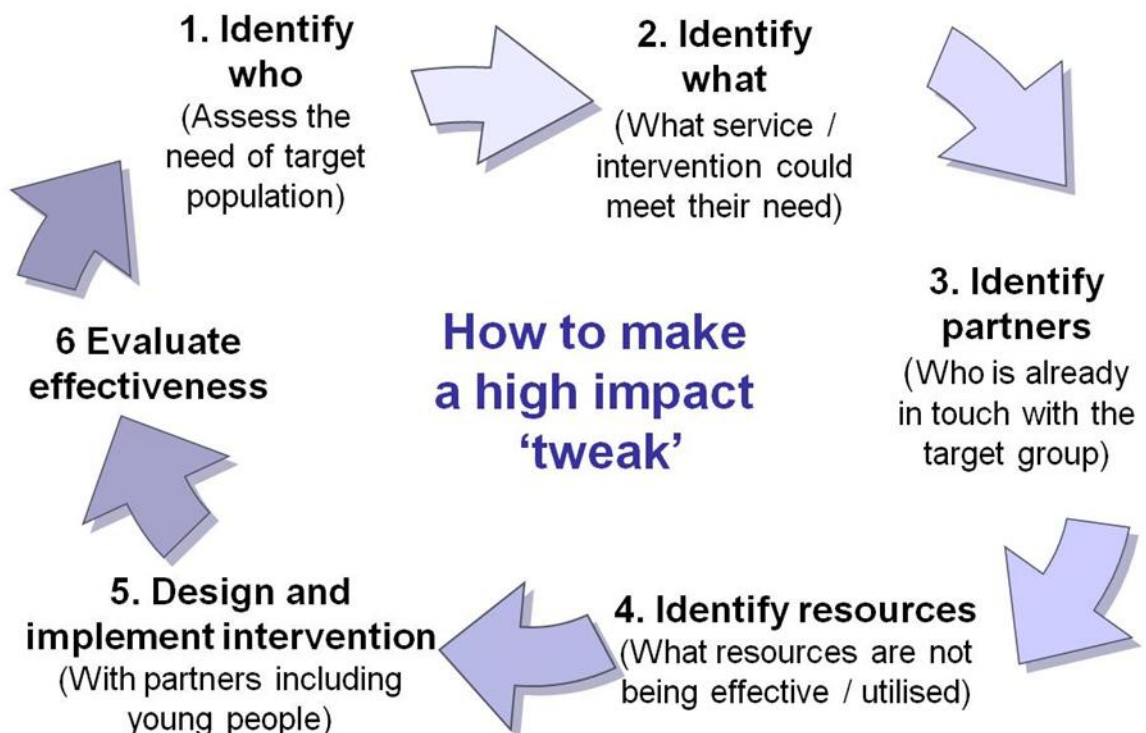 1. Identify
who
(Assess the
need of target
population)
2. Identify
what
(What service /
intervention could
meet their need)
3. Identify
partners
(Who is already
in touch with the
target group)
4. Identify resources
(What resources are not
being effective / utilised)
5. Design and
implement intervention
(With partners including
young people)
6 Evaluate
effectiveness
How to make
a high impact
‘tweak’